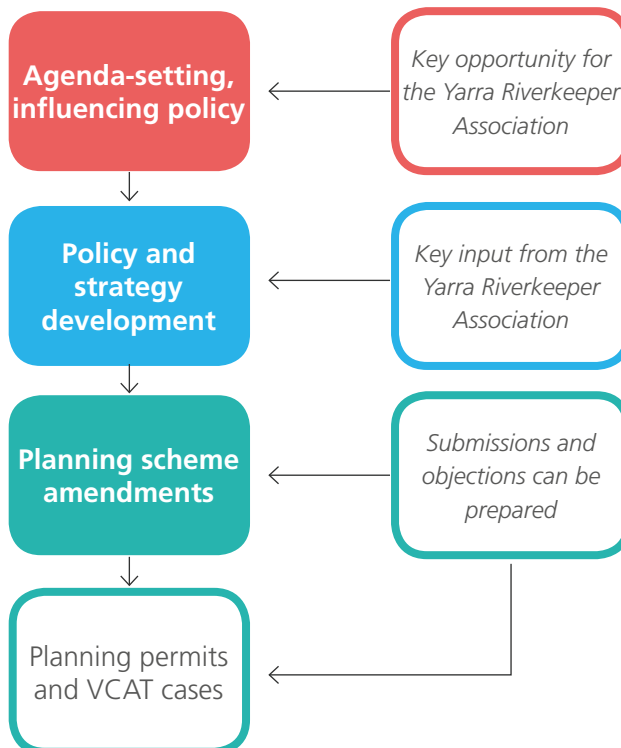 Agenda-setting,
influencing policy
Key opportunity for
the Yarra Riverkeeper
Association
Policy and
strategy
development
Key input from the
Yarra Riverkeeper
Association
Planning scheme
amendments
Submissions and
objections can be
prepared
Planning permits
and VCAT cases